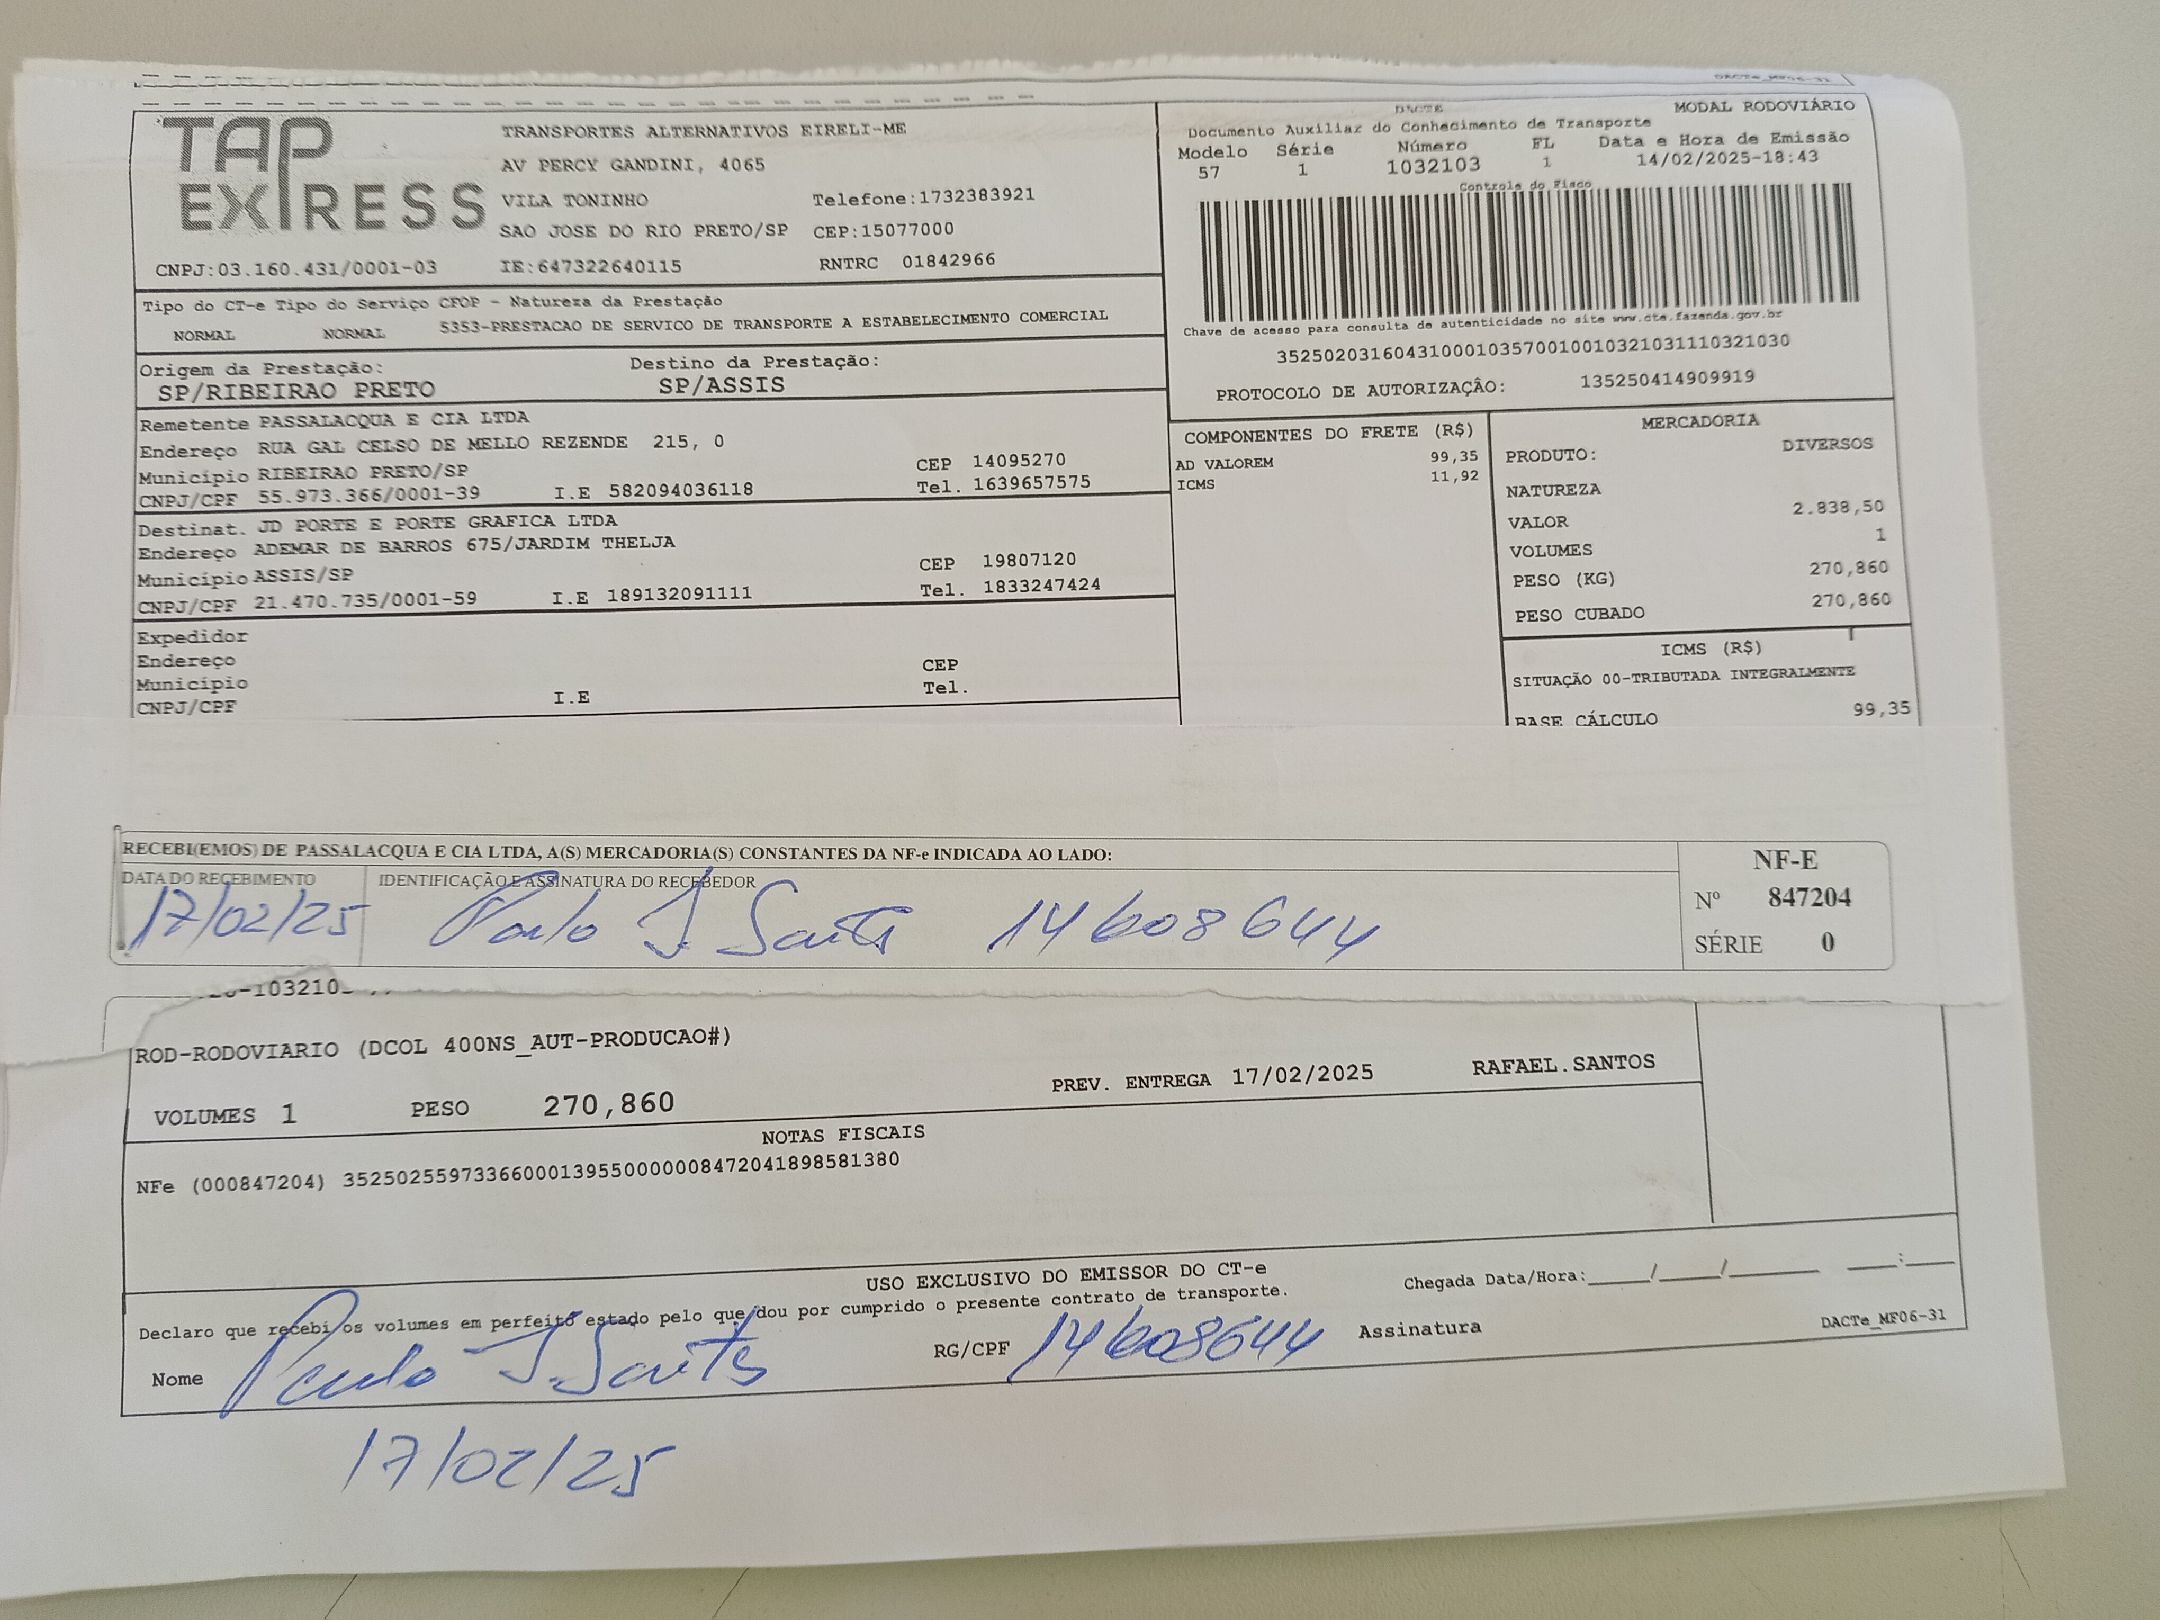 DACTe_MF06-31
TAP EXPRESS
TRANSPORTES ALTERNATIVOS EIRELI-ME
AV PERCY GANDINI, 4065
VILA TONINHO Telefone:1732383921
SAO JOSE DO RIO PRETO/SP CEP:15077000
CNPJ:03.160.431/0001-03 IE:647322640115 RNTRC 01842966
DACTE MODAL RODOVIÁRIO
Documento Auxiliar do Conhecimento de Transporte
Modelo Série Número FL Data e Hora de Emissão
57 1 1032103 1 14/02/2025-18:43
Controle do Fisco
Chave de acesso para consulta de autenticidade no site www.cte.fazenda.gov.br
35250203160431000103570010010321031110321030
PROTOCOLO DE AUTORIZAÇÃO: 135250414909919
Tipo do CT-e Tipo do Serviço CFOP - Natureza da Prestação
NORMAL NORMAL 5353-PRESTACAO DE SERVICO DE TRANSPORTE A ESTABELECIMENTO COMERCIAL
Origem da Prestação: Destino da Prestação:
SP/RIBEIRAO PRETO SP/ASSIS
Remetente PASSALACQUA E CIA LTDA
Endereço RUA GAL CELSO DE MELLO REZENDE 215, 0
Município RIBEIRAO PRETO/SP CEP 14095270
CNPJ/CPF 55.973.366/0001-39 I.E 582094036118 Tel. 1639657575
Destinat. JD PORTE E PORTE GRAFICA LTDA
Endereço ADEMAR DE BARROS 675/JARDIM THELJA
Município ASSIS/SP CEP 19807120
CNPJ/CPF 21.470.735/0001-59 I.E 189132091111 Tel. 1833247424
Expedidor
Endereço
Município CEP
CNPJ/CPF I.E Tel.
COMPONENTES DO FRETE (R$)
AD VALOREM 99,35
ICMS 11,92
MERCADORIA
PRODUTO: DIVERSOS
NATUREZA
VALOR 2.838,50
VOLUMES 1
PESO (KG) 270,860
PESO CUBADO 270,860
ICMS (R$)
SITUAÇÃO 00-TRIBUTADA INTEGRALMENTE
BASE CÁLCULO 99,35
RECEBI(EMOS) DE PASSALACQUA E CIA LTDA, A(S) MERCADORIA(S) CONSTANTES DA NF-e INDICADA AO LADO:
DATA DO RECEBIMENTO IDENTIFICAÇÃO E ASSINATURA DO RECEBEDOR
17/02/25 Paulo J. Santos 14608644
NF-E
Nº 847204
SÉRIE 0
ROD-RODOVIARIO (DCOL 400NS_AUT-PRODUCAO#)
PREV. ENTREGA 17/02/2025 RAFAEL.SANTOS
VOLUMES 1 PESO 270,860
NOTAS FISCAIS
NFe (000847204) 35250255973366000139550000008472041898581380
USO EXCLUSIVO DO EMISSOR DO CT-e
Declaro que recebi os volumes em perfeito estado pelo que dou por cumprido o presente contrato de transporte. Chegada Data/Hora:____/____/______ ___:___
Nome Paulo J. Santos RG/CPF 14608644 Assinatura
DACTe_MF06-31
17/02/25